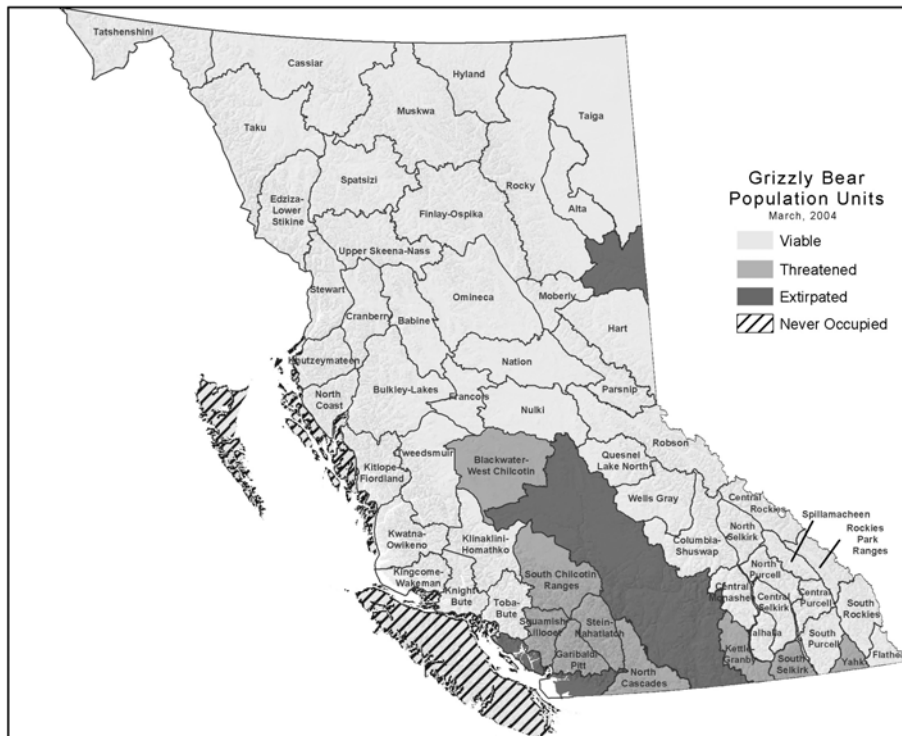 Tatshenshini
Cassiar
Hyland
Taku
Muskwa
Taiga
Spatsizi
Edziza-
Lower
Stikine
Finlay-Ospika
Rocky
Alta
Upper Skeena-Nass
Stewart
Cranberry
Babine
Omineca
Moberly
Hart
Khutzeymateen
Nation
North
Coast
Bulkley-Lakes
Francois
Parsnip
Nulki
Robson
Tweedsmuir
Blackwater-
West Chilcotin
Quesnel
Lake North
Kitlope-
Fiordland
Wells Gray
Central
Rockies
Spillamacheen
Rockies
Park
Ranges
North
Selkirk
Kwatna-
Owikeno
Klinaklini-
Homathko
Columbia-
Shuswap
Kingcome-
Wakeman
Knight-
Bute
Toba-
Bute
South Chilcotin
Ranges
Central
Monashee
North
Purcell
Central
Selkirk
Central
Purcell
South
Rockies
Squamish-
Lillooet
Stein-
Nahatlatch
Garibaldi-
Pitt
Valhalla
South
Purcell
Kettle-
Granby
South
Selkirk
Yahk
Flathead
North
Cascades
Grizzly Bear
Population Units
March, 2004
Viable
Threatened
Extirpated
Never Occupied